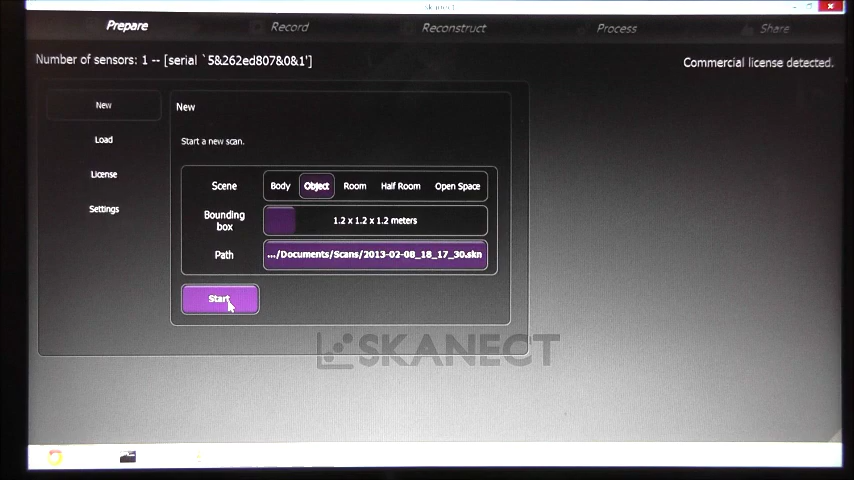 Skanect
Prepare
Record
Reconstruct
Process
Share
Number of sensors: 1 -- [serial `5&262ed807&0&1']
Commercial license detected.
New
Load
License
Settings
New
Start a new scan.
Scene
Body
Object
Room
Half Room
Open Space
Bounding
box
1.2 x 1.2 x 1.2 meters
Path
.../Documents/Scans/2013-02-08_18_17_30.skn
Start
SKANECT